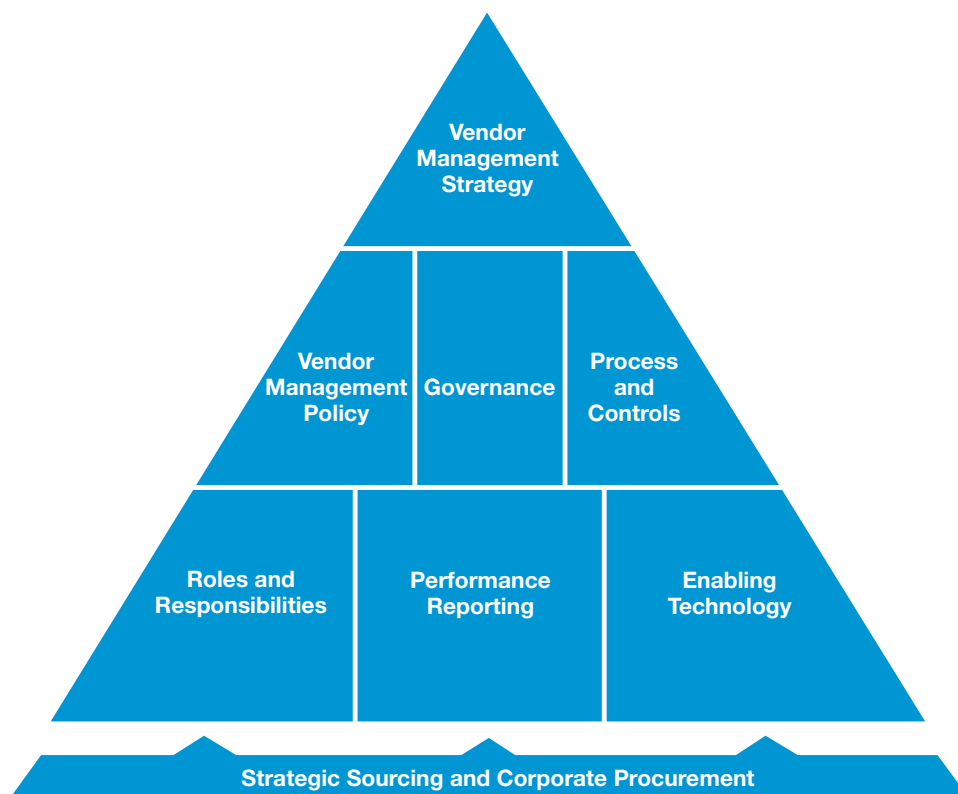 Vendor
Management
Strategy
Vendor
Management
Policy
Governance
Process
and
Controls
Roles and
Responsibilities
Performance
Reporting
Enabling
Technology
Strategic Sourcing and Corporate Procurement